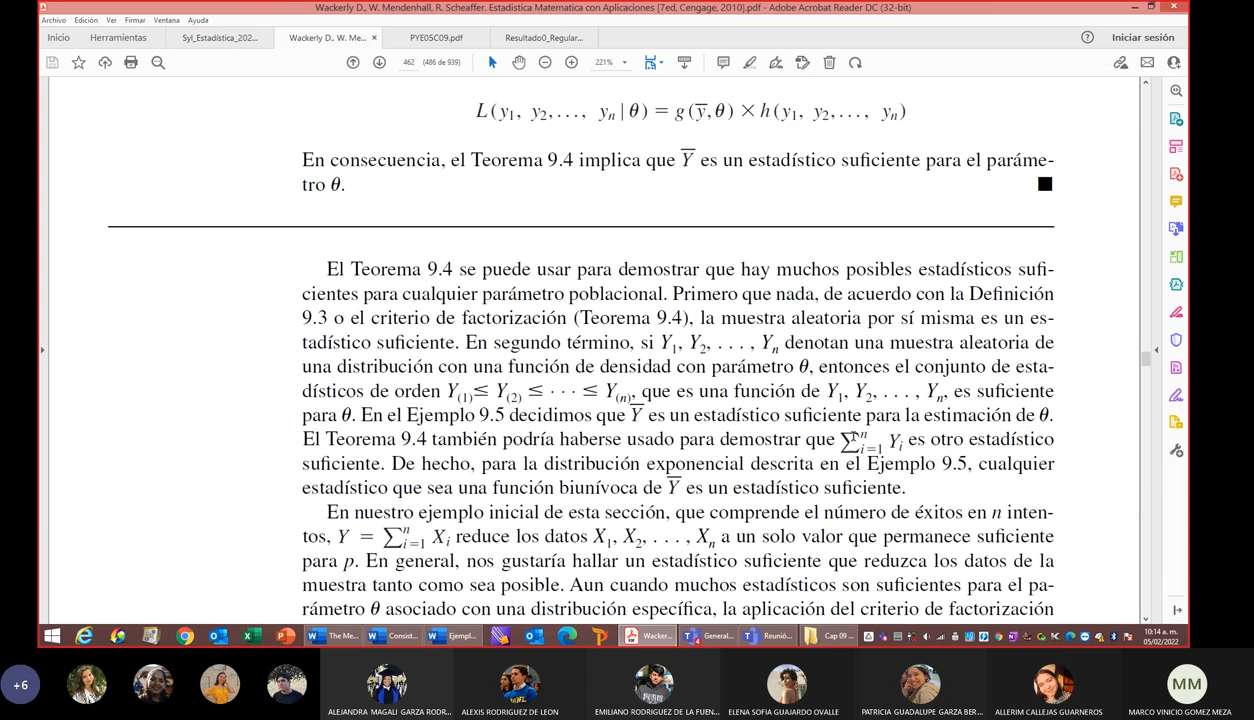 Wackerly D., W. Mendenhall, R. Scheaffer. Estadística Matematica con Aplicaciones [7ed, Cengage, 2010].pdf - Adobe Acrobat Reader DC (32-bit)
Archivo Edición Ver Firmar Ventana Ayuda
Inicio Herramientas Syl_Estadística_202... Wackerly D., W. Me... × PYE05C09.pdf Resultado0_Regular... Iniciar sesión
462 (486 de 939) 221%
L(y₁, y₂,..., yₙ | θ) = g(y̅, θ) × h(y₁, y₂,..., yₙ)
En consecuencia, el Teorema 9.4 implica que Y̅ es un estadístico suficiente para el paráme-
tro θ.
El Teorema 9.4 se puede usar para demostrar que hay muchos posibles estadísticos sufi-
cientes para cualquier parámetro poblacional. Primero que nada, de acuerdo con la Definición
9.3 o el criterio de factorización (Teorema 9.4), la muestra aleatoria por sí misma es un es-
tadístico suficiente. En segundo término, si Y₁, Y₂, . . . , Yₙ denotan una muestra aleatoria de
una distribución con una función de densidad con parámetro θ, entonces el conjunto de esta-
dísticos de orden Y₍₁₎≤ Y₍₂₎ ≤ · · · ≤ Y₍ₙ₎, que es una función de Y₁, Y₂, . . . , Yₙ, es suficiente
para θ. En el Ejemplo 9.5 decidimos que Y̅ es un estadístico suficiente para la estimación de θ.
El Teorema 9.4 también podría haberse usado para demostrar que ∑ⁿᵢ₌₁ Yᵢ es otro estadístico
suficiente. De hecho, para la distribución exponencial descrita en el Ejemplo 9.5, cualquier
estadístico que sea una función biunívoca de Y̅ es un estadístico suficiente.
En nuestro ejemplo inicial de esta sección, que comprende el número de éxitos en n inten-
tos, Y = ∑ⁿᵢ₌₁ Xᵢ reduce los datos X₁, X₂, . . . , Xₙ a un solo valor que permanece suficiente
para p. En general, nos gustaría hallar un estadístico suficiente que reduzca los datos de la
muestra tanto como sea posible. Aun cuando muchos estadísticos son suficientes para el pa-
rámetro θ asociado con una distribución específica, la aplicación del criterio de factorización
The Me... Consist... Ejempl... Wacke... General... Reunió... Cap 09 ... 10:14 a. m.
05/02/2022
+6 MM
ALEJANDRA MAGALI GARZA RODR... ALEXIS RODRIGUEZ DE LEON EMILIANO RODRIGUEZ DE LA FUEN... ELENA SOFIA GUAJARDO OVALLE PATRICIA GUADALUPE GARZA BER... ALLERIM CALLEJAS GUARNEROS MARCO VINICIO GOMEZ MEZA